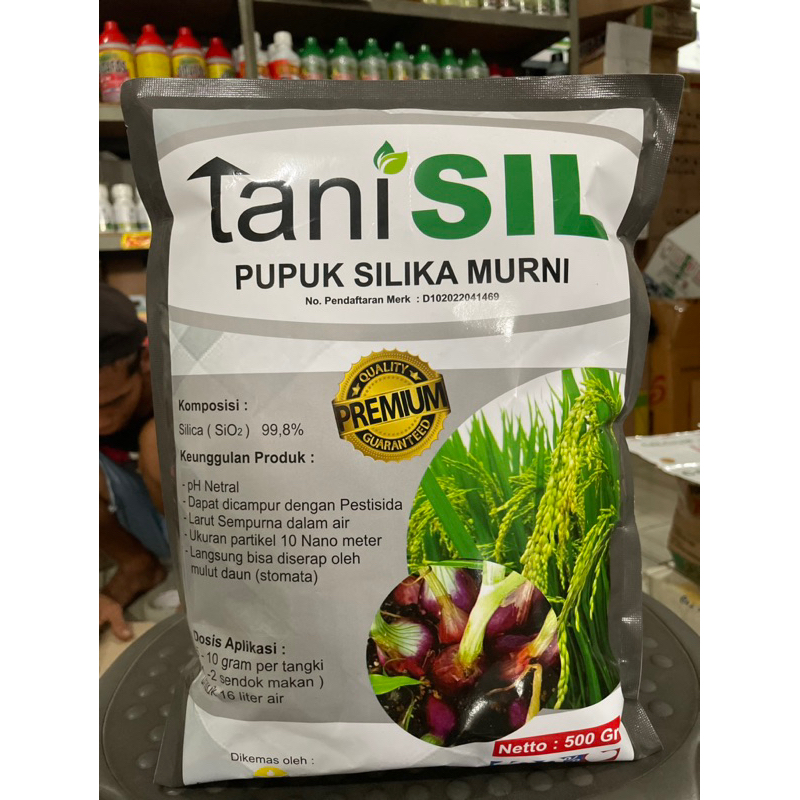 tani SIL
PUPUK SILIKA MURNI
No. Pendaftaran Merk : D102022041469
QUALITY
PREMIUM
GUARANTEED
Komposisi :
Silica ( SiO2 ) 99,8%
Keunggulan Produk :
- pH Netral
- Dapat dicampur dengan Pestisida
- Larut Sempurna dalam air
- Ukuran partikel 10 Nano meter
- Langsung bisa diserap oleh
mulut daun (stomata)
Dosis Aplikasi :
- 10 gram per tangki
-2 sendok makan )
16 liter air
Netto : 500 Gr
Dikemas oleh :